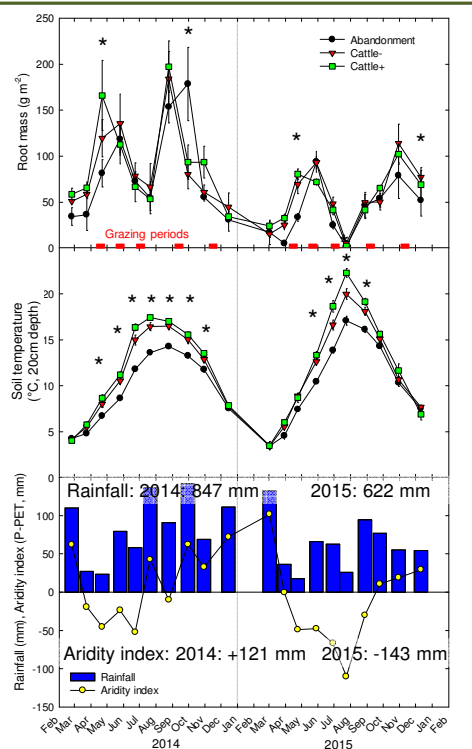 250
200
150
100
50
0
Root mass (g m-2)
*
*
*
*
Abandonment
Cattle-
Cattle+
Grazing periods
20
15
10
5
0
Soil temperature
(°C, 20cm depth)
* * * * * *
* * * *
Rainfall: 2014: 847 mm 2015: 622 mm
100
50
0
-50
-100
-150
Rainfall (mm), Aridity index (P-PET, mm)
Aridity index: 2014: +121 mm 2015: -143 mm
Rainfall
Aridity index
Feb Mar Apr May Jun Jul Aug Sep Oct Nov Dec Jan Feb Mar Apr May Jun Jul Aug Sep Oct Nov Dec Jan
2014 2015